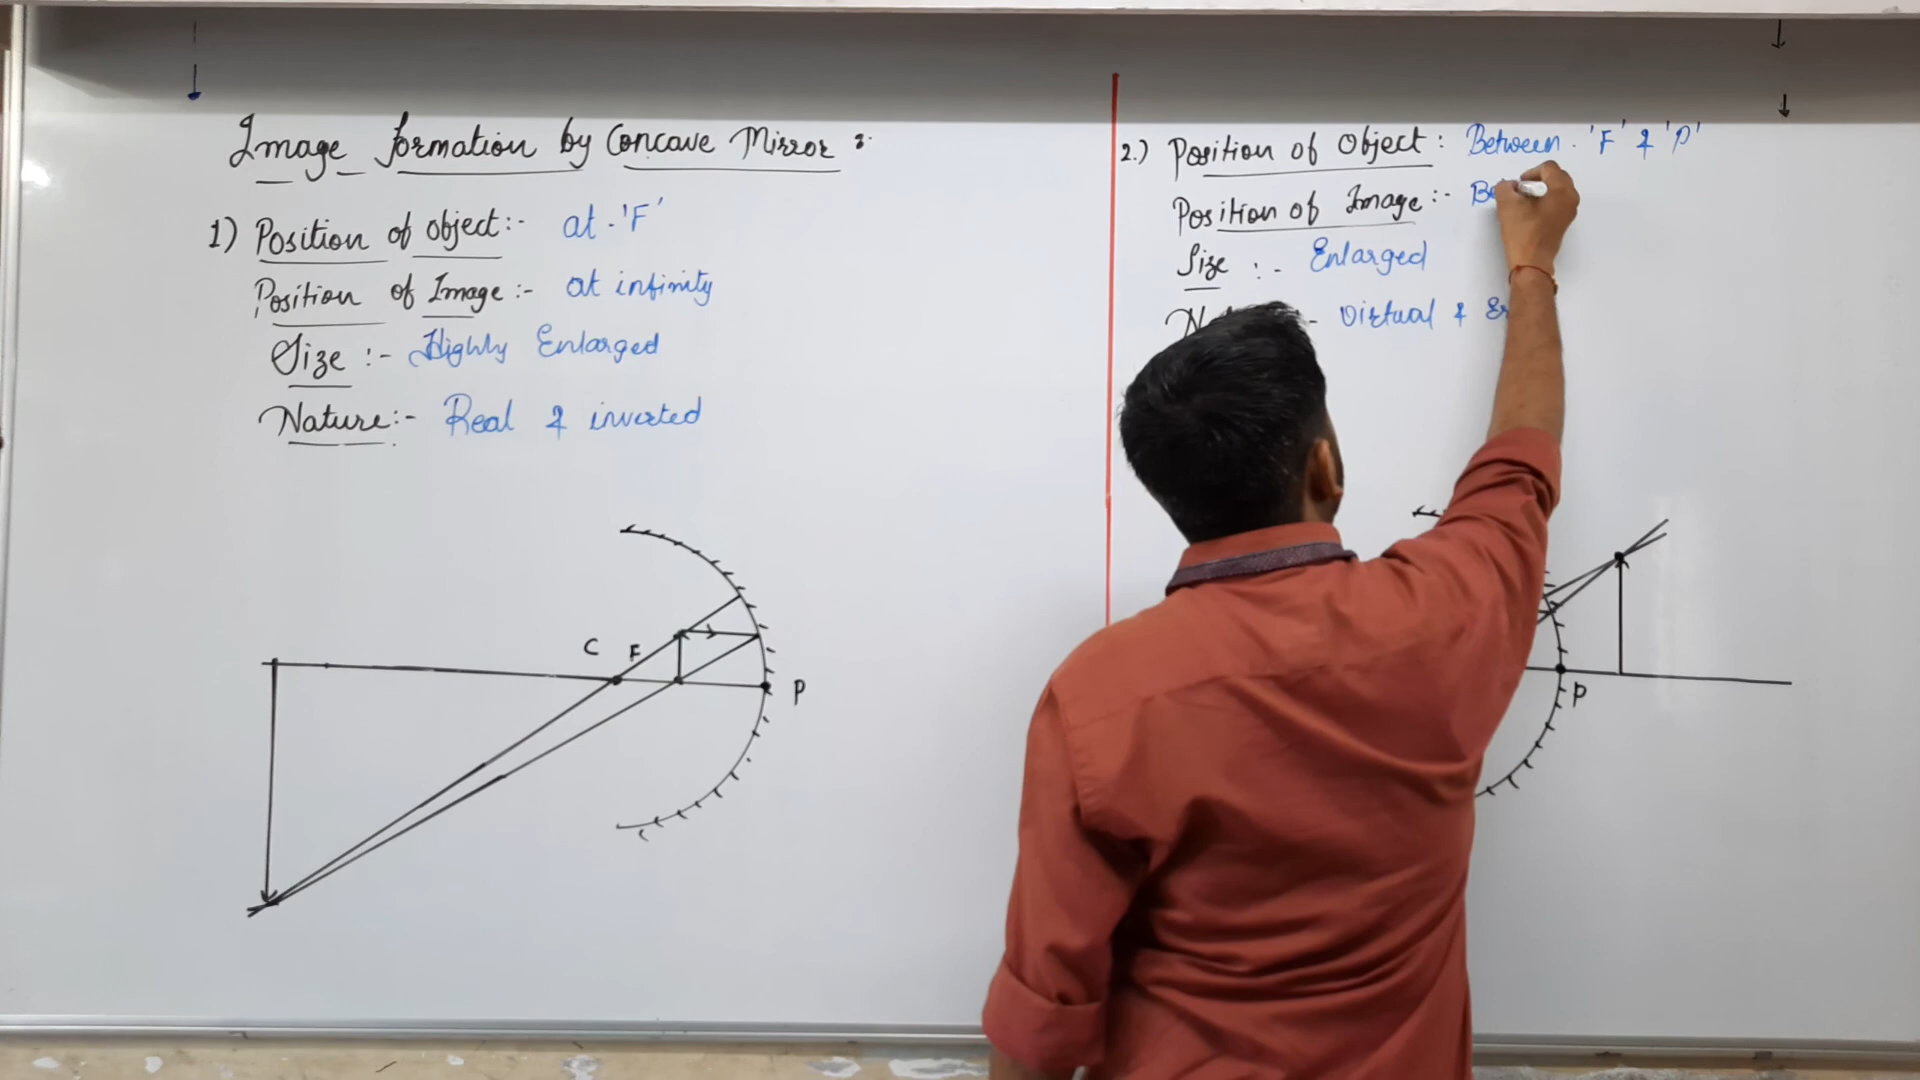 Image formation by Concave Mirror :
1) Position of object :- at 'F'
Position of Image :- at infinity
Size :- Highly Enlarged
Nature :- Real & inverted
C F
P
2.) Position of Object : Between 'F' & 'P'
Position of Image :-
Size :- Enlarged
:- Virtual &
P